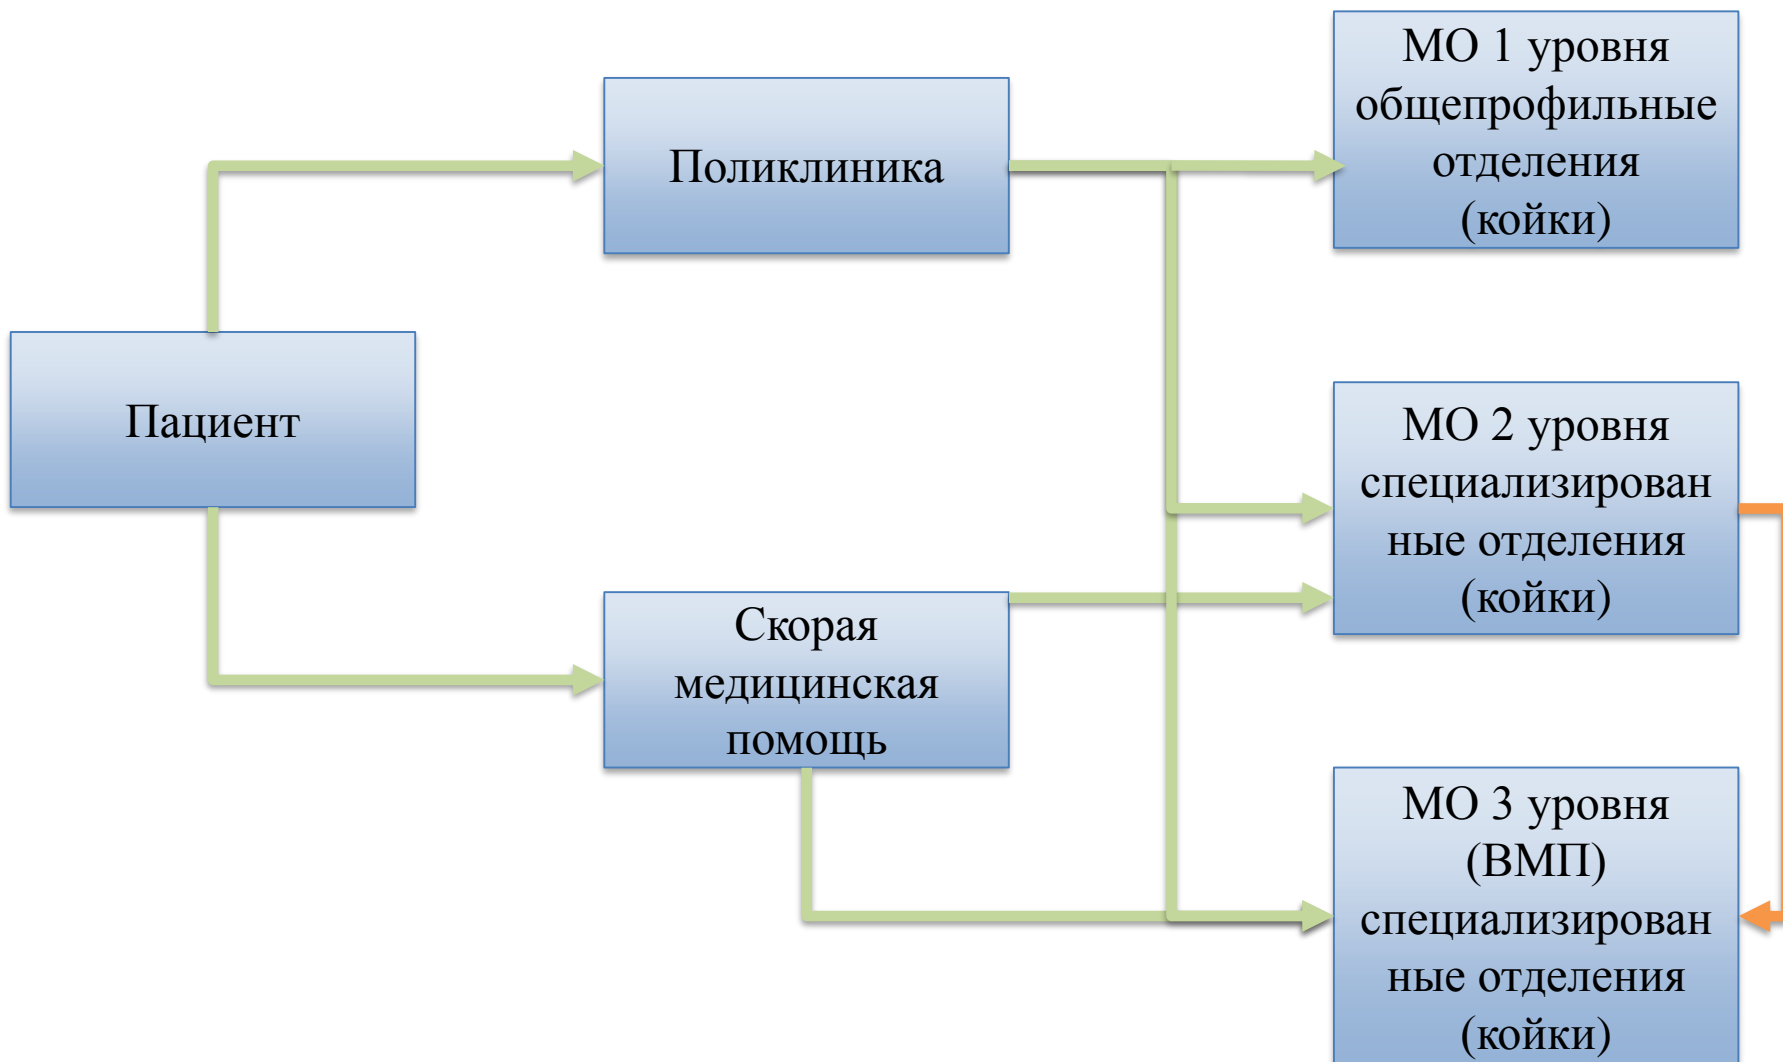 МО 1 уровня
общепрофильные
отделения
(койки)
Поликлиника
Пациент
МО 2 уровня
специализирован
ные отделения
(койки)
Скорая
медицинская
помощь
МО 3 уровня
(ВМП)
специализирован
ные отделения
(койки)